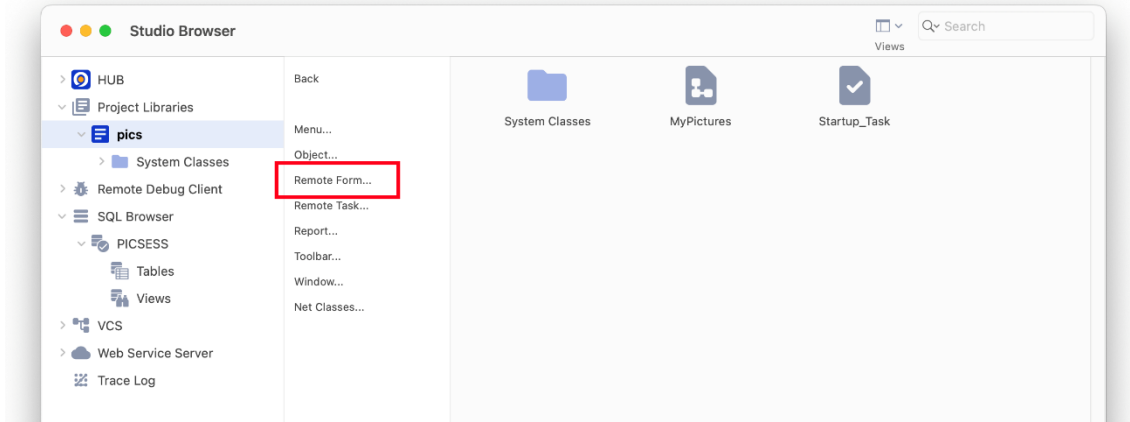 Studio Browser
Views
Search
HUB
Project Libraries
pics
System Classes
Remote Debug Client
SQL Browser
PICSESS
Tables
Views
VCS
Web Service Server
Trace Log
Back
Menu...
Object...
Remote Form...
Remote Task...
Report...
Toolbar...
Window...
Net Classes...
System Classes
MyPictures
Startup_Task